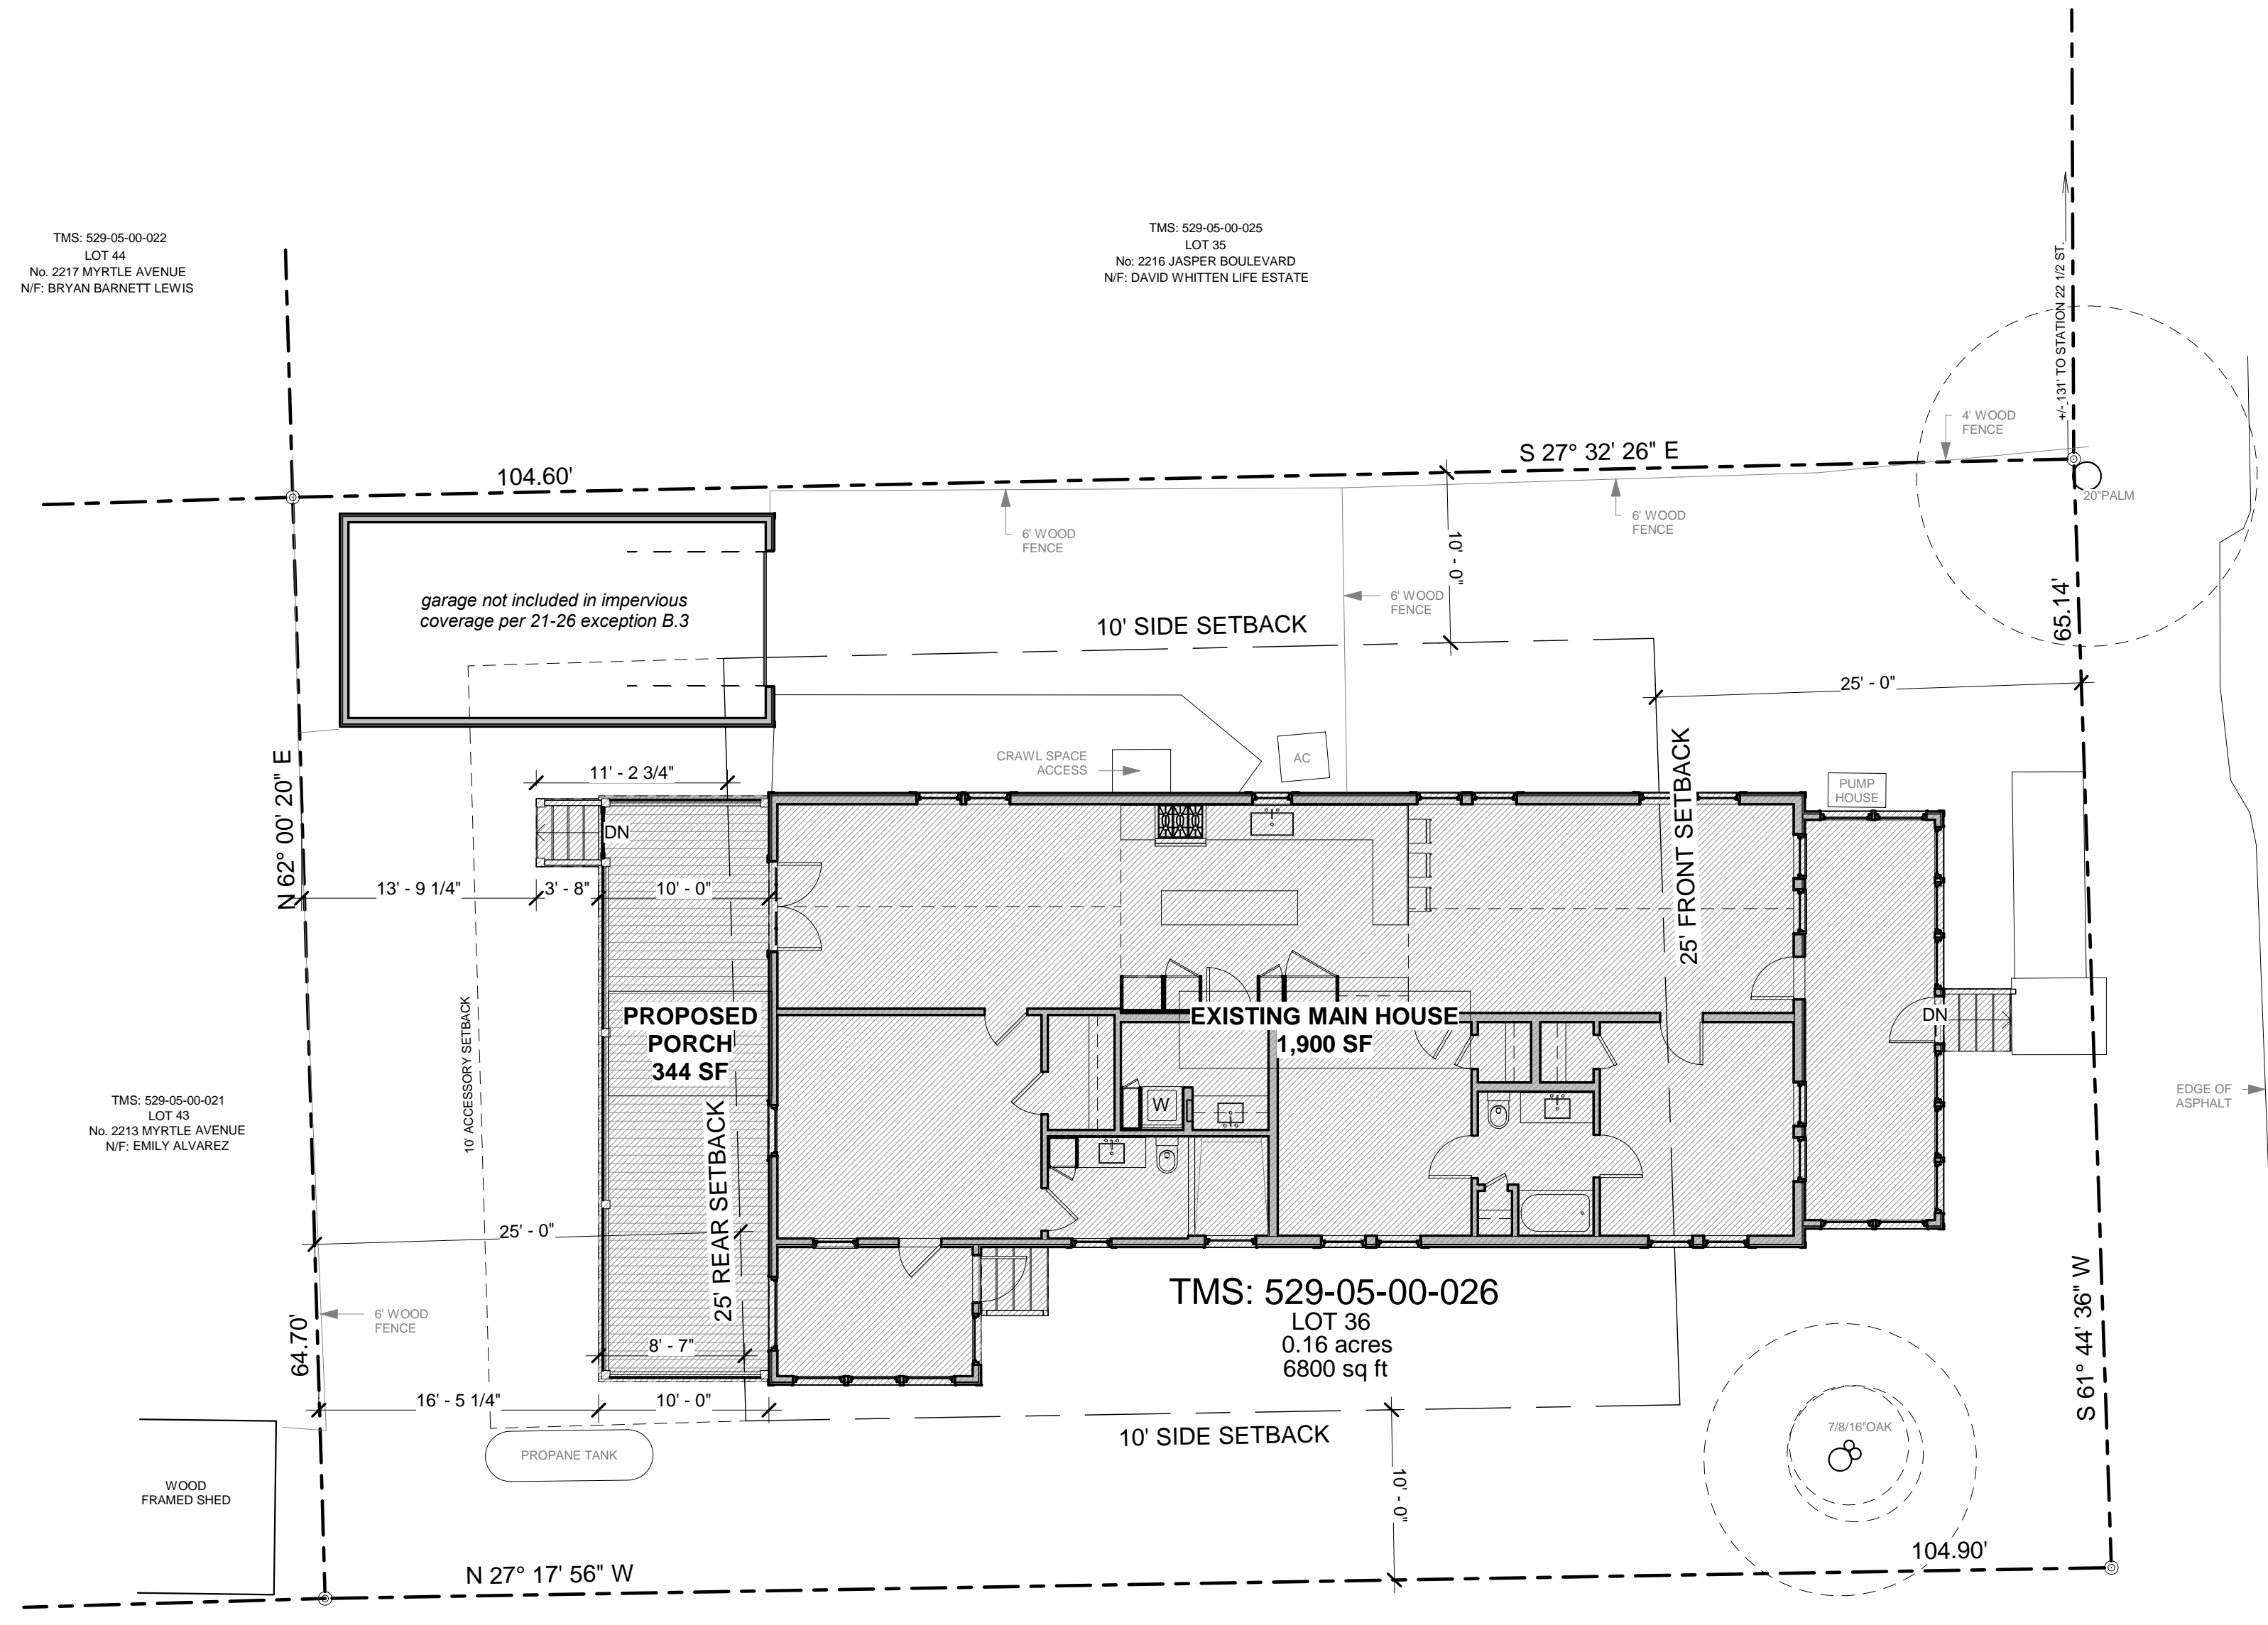 TMS: 529-05-00-022
LOT 44
No. 2217 MYRTLE AVENUE
N/F: BRYAN BARNETT LEWIS
TMS: 529-05-00-025
LOT 35
No: 2216 JASPER BOULEVARD
N/F: DAVID WHITTEN LIFE ESTATE
+/- 131' TO STATION 22 1/2 ST.
4' WOOD
FENCE
S 27° 32' 26" E
104.60'
20"PALM
6' WOOD
FENCE
6' WOOD
FENCE
10' - 0"
garage not included in impervious
coverage per 21-26 exception B.3
6' WOOD
FENCE
65.14'
10' SIDE SETBACK
25' - 0"
N 62° 00' 20" E
11' - 2 3/4"
CRAWL SPACE
ACCESS
AC
25' FRONT SETBACK
PUMP
HOUSE
DN
13' - 9 1/4"
3' - 8"
10' - 0"
10' ACCESSORY SETBACK
PROPOSED
PORCH
344 SF
EXISTING MAIN HOUSE
1,900 SF
DN
W
EDGE OF
ASPHALT
TMS: 529-05-00-021
LOT 43
No. 2213 MYRTLE AVENUE
N/F: EMILY ALVAREZ
25' REAR SETBACK
25' - 0"
6' WOOD
FENCE
64.70'
8' - 7"
TMS: 529-05-00-026
LOT 36
0.16 acres
6800 sq ft
S 61° 44' 36" W
16' - 5 1/4"
10' - 0"
10' SIDE SETBACK
7/8/16"OAK
PROPANE TANK
WOOD
FRAMED SHED
10' - 0"
N 27° 17' 56" W
104.90'